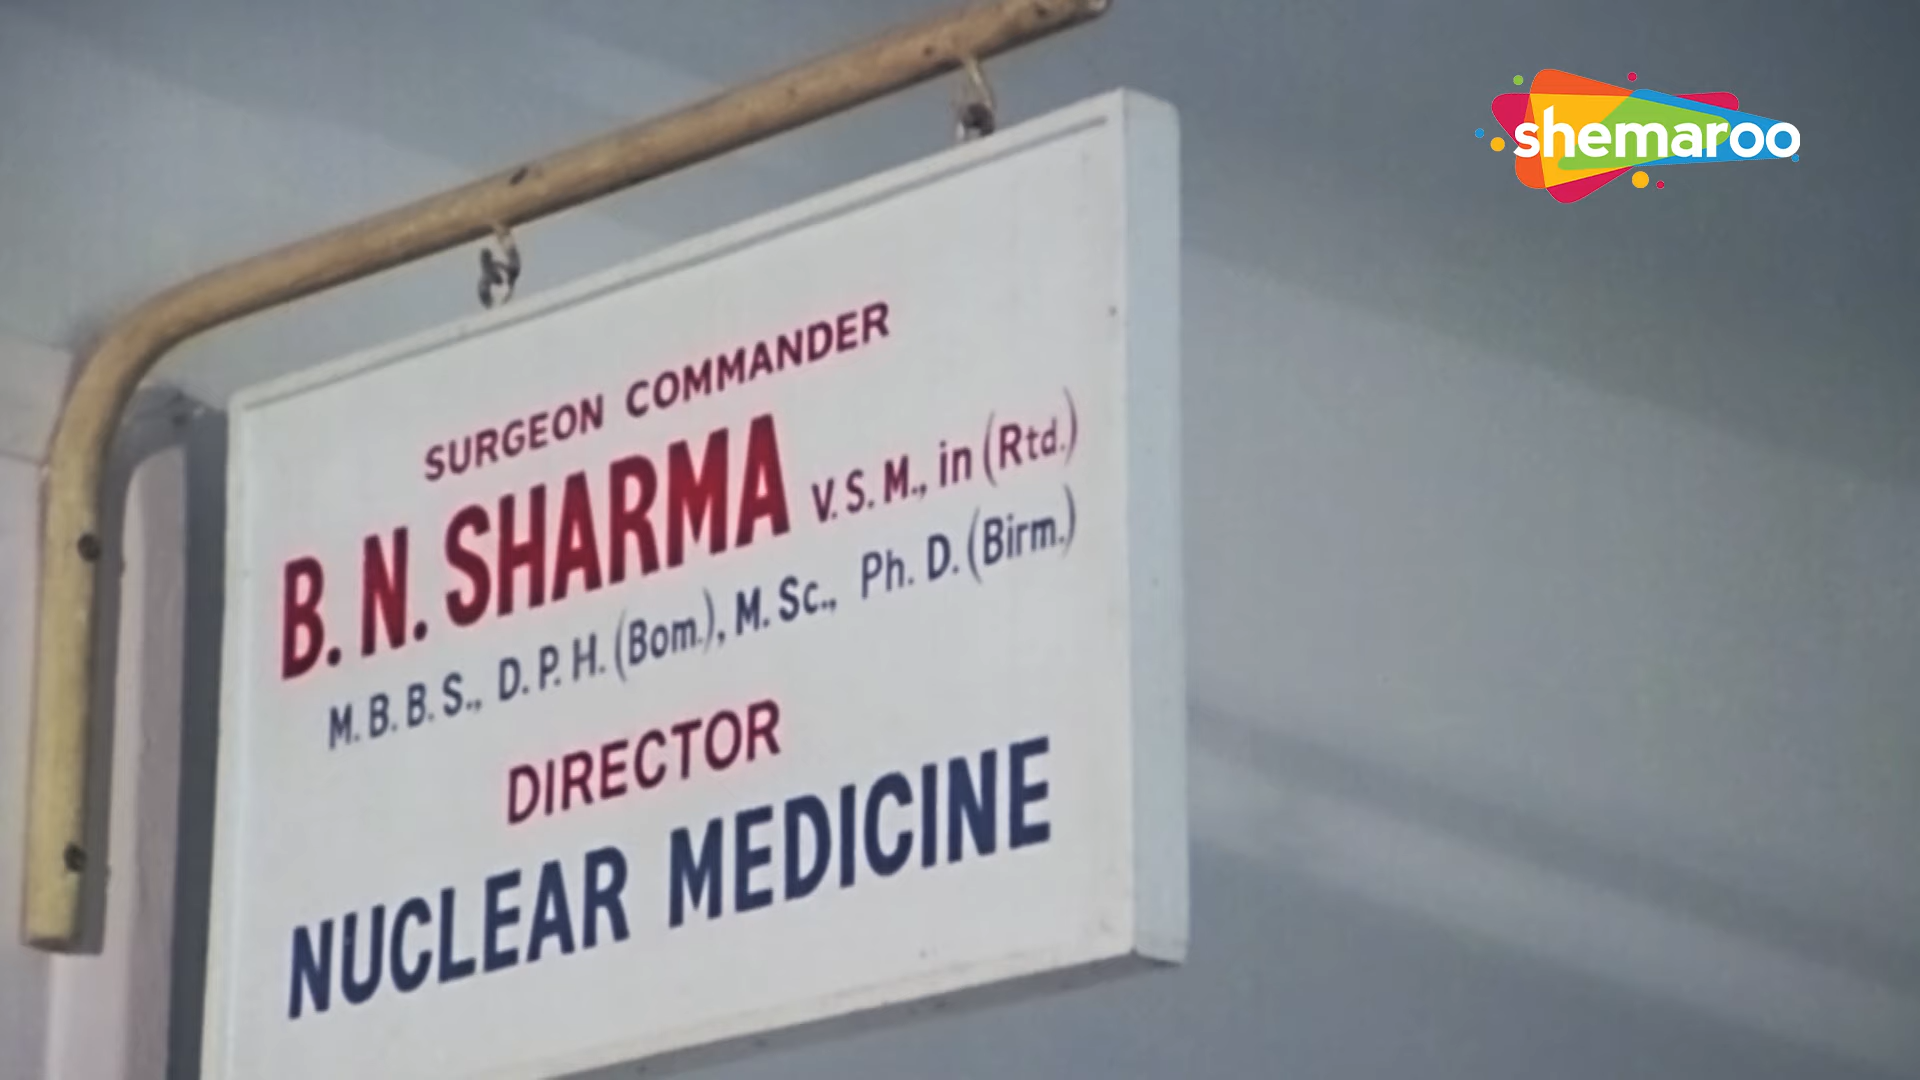 shemaroo
SURGEON COMMANDER
B. N. SHARMA V. S. M., in (Rtd.)
M. B. B. S., D. P. H. (Bom.), M. Sc., Ph. D. (Birm.)
DIRECTOR
NUCLEAR MEDICINE